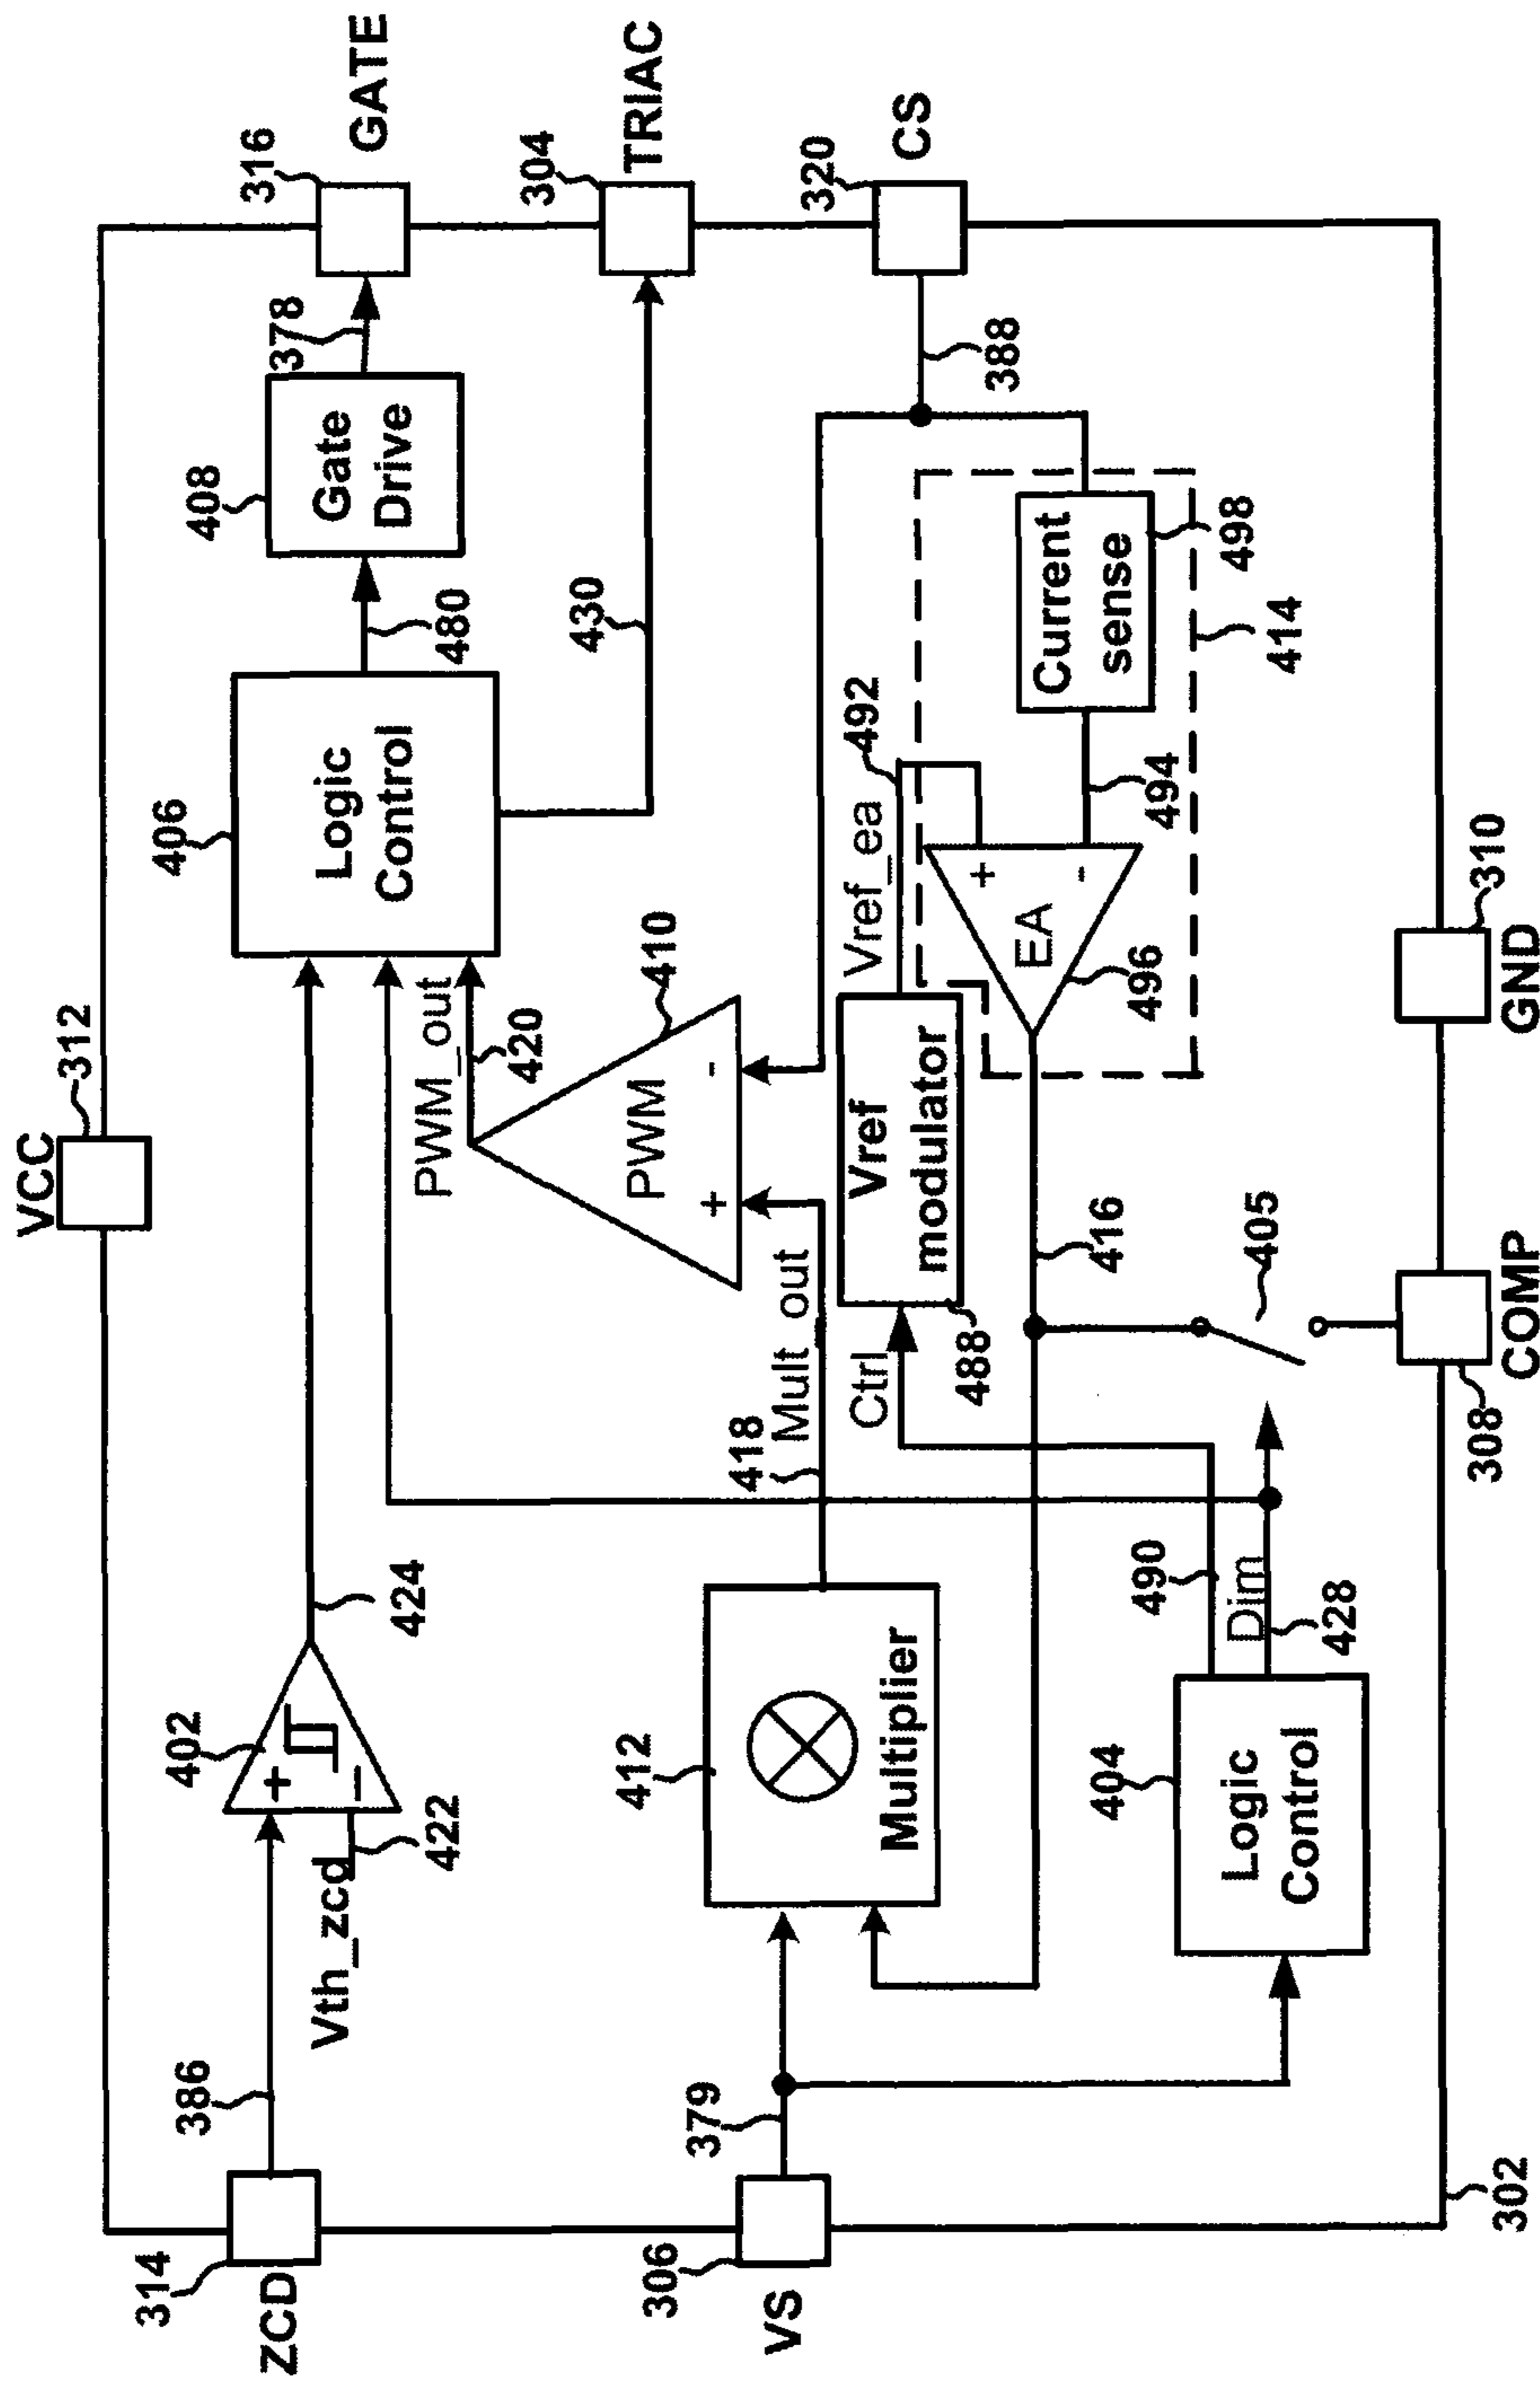 VCC
312
314
ZCD
386
Vth_zcd
422
402
+
−
424
406
Logic
Control
480
408
Gate
Drive
378
316
GATE
PWM_out
420
410
PWM
+
-
430
304
TRIAC
306
VS
379
412
Multiplier
418
Mult_out
Ctrl
Vref
modulator
488
Vref_ea
492
EA
+
-
496
494
Current
sense
498
414
388
320
CS
416
404
Logic
Control
490
Dim
428
405
302
308
COMP
310
GND